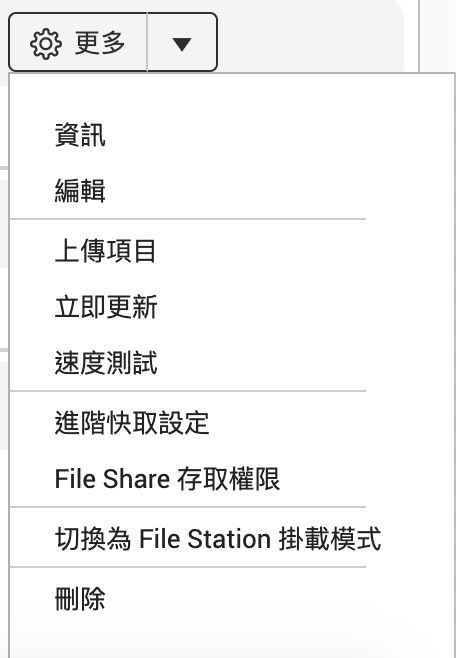 更多
資訊
編輯
上傳項目
立即更新
速度測試
進階快取設定
File Share 存取權限
切換為 File Station 掛載模式
刪除